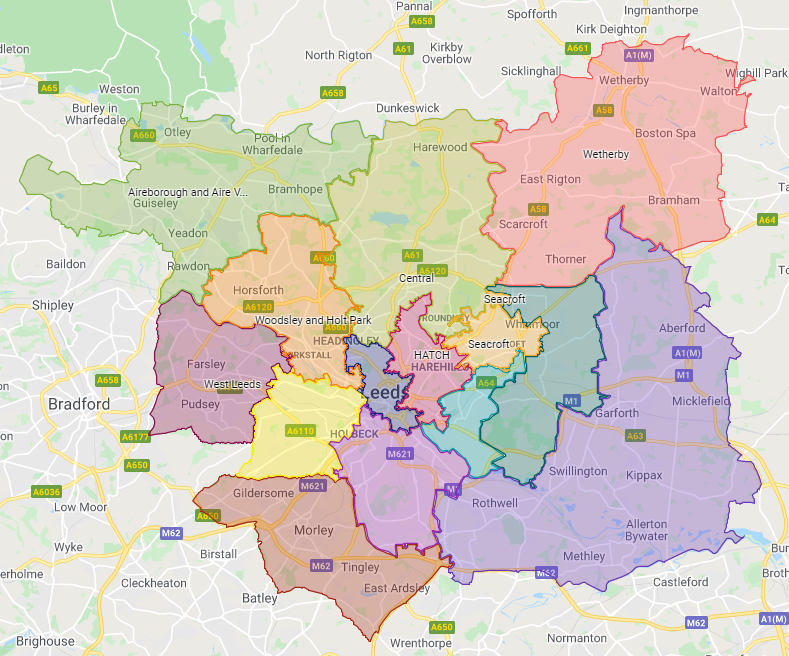 Pannal
A658
Spofforth
Ingmanthorpe
Kirk Deighton
North Rigton
A61
Kirkby
Overblow
A661
A1(M)
Sicklinghall
Wetherby
Wighill Park
Walton
A65
Weston
A658
Burley in
Wharfedale
Dunkeswick
A58
A660
Otley
Pool in
Wharfedale
Harewood
Boston Spa
Wetherby
East Rigton
Aireborough and Aire V...
Guiseley
Bramhope
Bramham
A58
Scarcroft
A64
Yeadon
Baildon
Rawdon
A61
A6120
Thorner
Central
Horsforth
Shipley
A6120
Seacroft
Woodsley and Holt Park
A660
ROUNDHAY
Whinmoor
Aberford
HEADINGLEY
Seacroft
HATCH
A1(M)
Farsley
HAREHILLS
M1
A658
West Leeds
A64
Leeds
Bradford
Pudsey
M1
Micklefield
Garforth
A6177
A6110
HOLBECK
A63
A650
M621
Swillington
Kippax
A6036
Gildersome
M621
Rothwell
Low Moor
A650
M62
Morley
Allerton
Bywater
Wyke
Birstall
M62
Tingley
Methley
M62
Cleckheaton
East Ardsley
Castleford
Batley
M62
A1(M)
A650
Brighouse
Wrenthorpe
Normanton